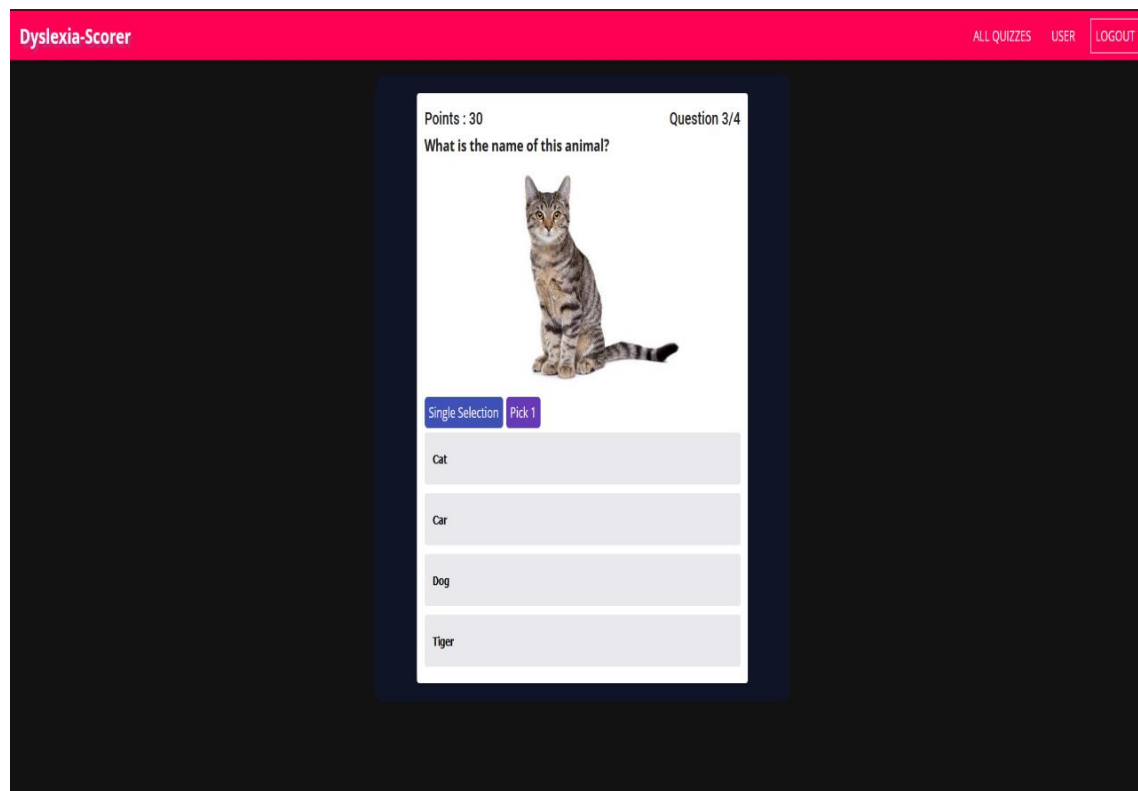 Dyslexia-Scorer ALL QUIZZES USER LOGOUT
Points : 30 Question 3/4
What is the name of this animal?
Single Selection Pick 1
Cat
Car
Dog
Tiger